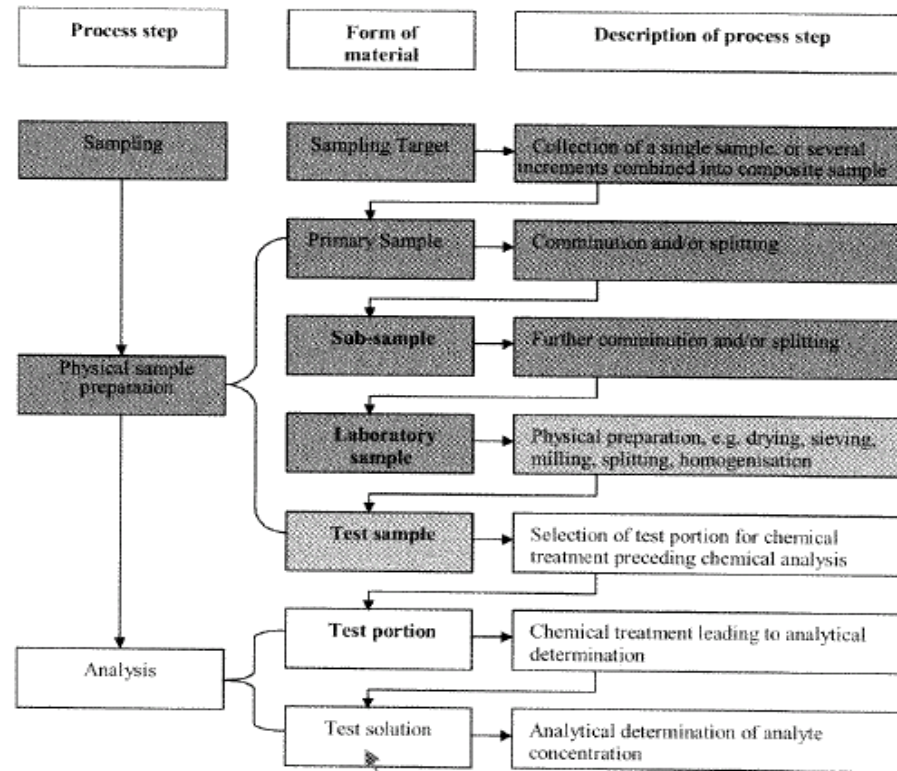 Process step
Form of
material
Description of process step
Sampling
Sampling Target
Collection of a single sample, or several
increments combined into composite sample
Primary Sample
Comminution and/or splitting
Sub-sample
Further comminution and/or splitting
Physical sample
preparation
Laboratory
sample
Physical preparation, e.g. drying, sieving,
milling, splitting, homogenisation
Test sample
Selection of test portion for chemical
treatment preceding chemical analysis
Test portion
Chemical treatment leading to analytical
determination
Analysis
Test solution
Analytical determination of analyte
concentration